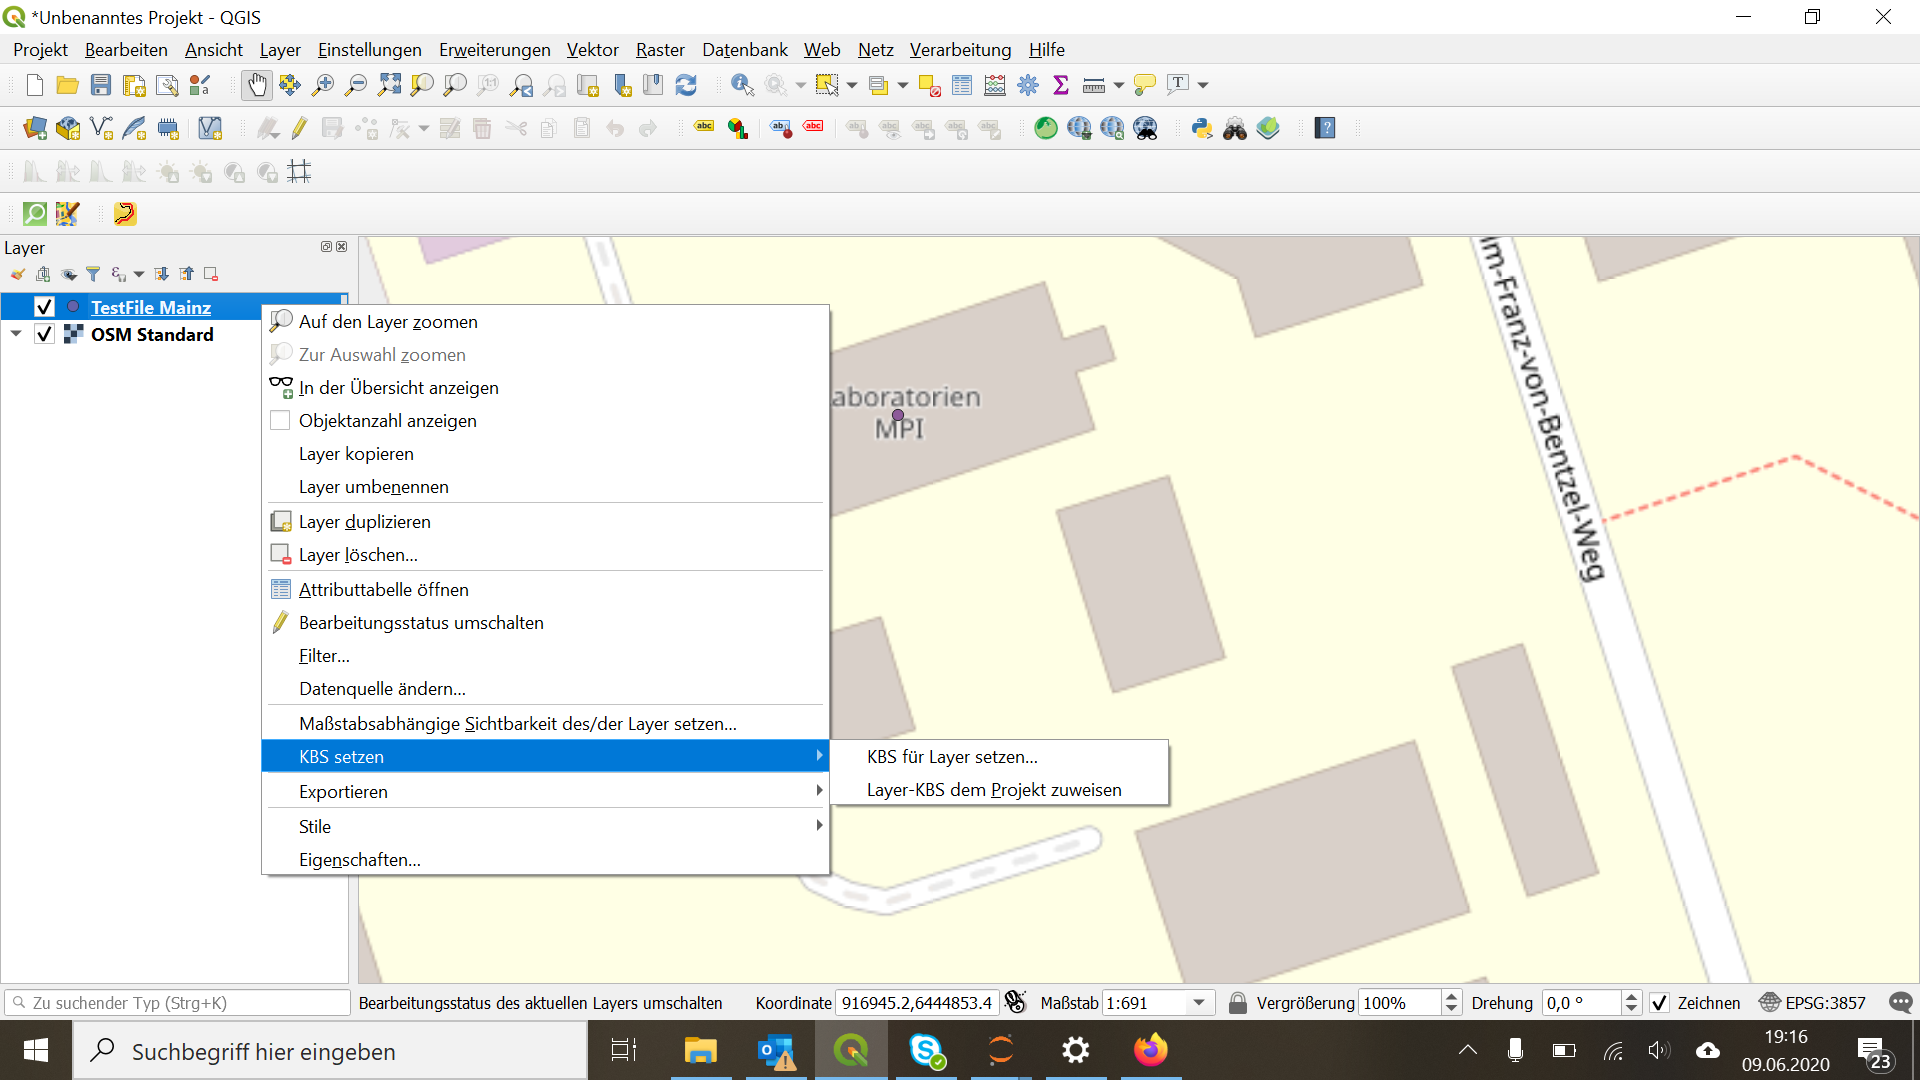 *Unbenanntes Projekt - QGIS
Projekt Bearbeiten Ansicht Layer Einstellungen Erweiterungen Vektor Raster Datenbank Web Netz Verarbeitung Hilfe
Layer
TestFile Mainz
OSM Standard
Auf den Layer zoomen
Zur Auswahl zoomen
In der Übersicht anzeigen
Objektanzahl anzeigen
Layer kopieren
Layer umbenennen
Layer duplizieren
Layer löschen...
Attributtabelle öffnen
Bearbeitungsstatus umschalten
Filter...
Datenquelle ändern...
Maßstabsabhängige Sichtbarkeit des/der Layer setzen...
KBS setzen
Exportieren
Stile
Eigenschaften...
KBS für Layer setzen...
Layer-KBS dem Projekt zuweisen
aboratorien
MPI
im-Franz-von-Bentzel-Weg
Zu suchender Typ (Strg+K) Bearbeitungsstatus des aktuellen Layers umschalten Koordinate 916945.2,6444853.4 Maßstab 1:691 Vergrößerung 100% Drehung 0,0 ° Zeichnen EPSG:3857
Suchbegriff hier eingeben
19:16
09.06.2020
23